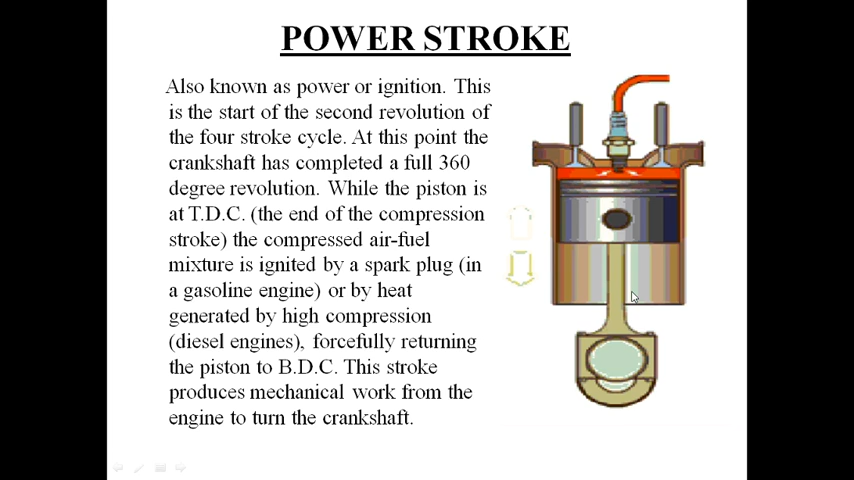 POWER STROKE
Also known as power or ignition. This
is the start of the second revolution of
the four stroke cycle. At this point the
crankshaft has completed a full 360
degree revolution. While the piston is
at T.D.C. (the end of the compression
stroke) the compressed air-fuel
mixture is ignited by a spark plug (in
a gasoline engine) or by heat
generated by high compression
(diesel engines), forcefully returning
the piston to B.D.C. This stroke
produces mechanical work from the
engine to turn the crankshaft.